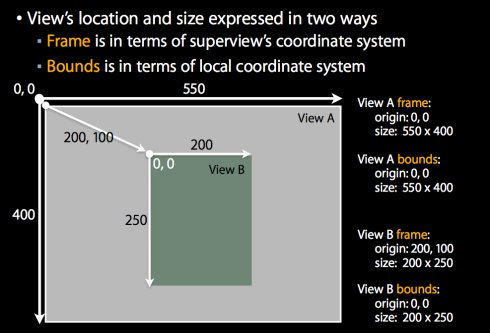 • View's location and size expressed in two ways
▪ Frame is in terms of superview's coordinate system
▪ Bounds is in terms of local coordinate system
0, 0
550
View A
200, 100
200
0, 0
View B
250
400
View A frame:
origin: 0, 0
size: 550 x 400
View A bounds:
origin: 0, 0
size: 550 x 400
View B frame:
origin: 200, 100
size: 200 x 250
View B bounds:
origin: 0, 0
size: 200 x 250